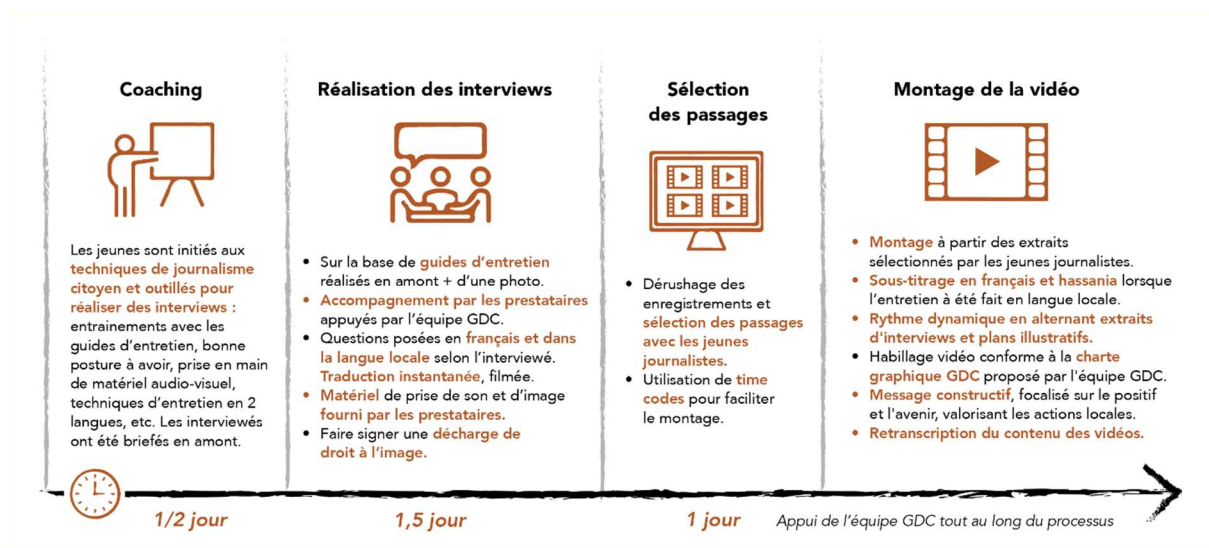 Coaching
Les jeunes sont initiés aux
techniques de journalisme
citoyen et outillés pour
réaliser des interviews :
entrainements avec les
guides d'entretien, bonne
posture à avoir, prise en main
de matériel audio-visuel,
techniques d'entretien en 2
langues, etc. Les interviewés
ont été briefés en amont.
1/2 jour
Réalisation des interviews
• Sur la base de guides d'entretien
réalisés en amont + d'une photo.
• Accompagnement par les prestataires
appuyés par l'équipe GDC.
• Questions posées en français et dans
la langue locale selon l'interviewé.
Traduction instantanée, filmée.
• Matériel de prise de son et d'image
fourni par les prestataires.
• Faire signer une décharge de
droit à l'image.
1,5 jour
Sélection
des passages
• Dérushage des
enregistrements et
sélection des passages
avec les jeunes
journalistes.
• Utilisation de time
codes pour faciliter
le montage.
1 jour
Montage de la vidéo
• Montage à partir des extraits
sélectionnés par les jeunes journalistes.
• Sous-titrage en français et hassania lorsque
l'entretien à été fait en langue locale.
• Rythme dynamique en alternant extraits
d'interviews et plans illustratifs.
• Habillage vidéo conforme à la charte
graphique GDC proposé par l'équipe GDC.
• Message constructif, focalisé sur le positif
et l'avenir, valorisant les actions locales.
• Retranscription du contenu des vidéos.
Appui de l'équipe GDC tout au long du processus